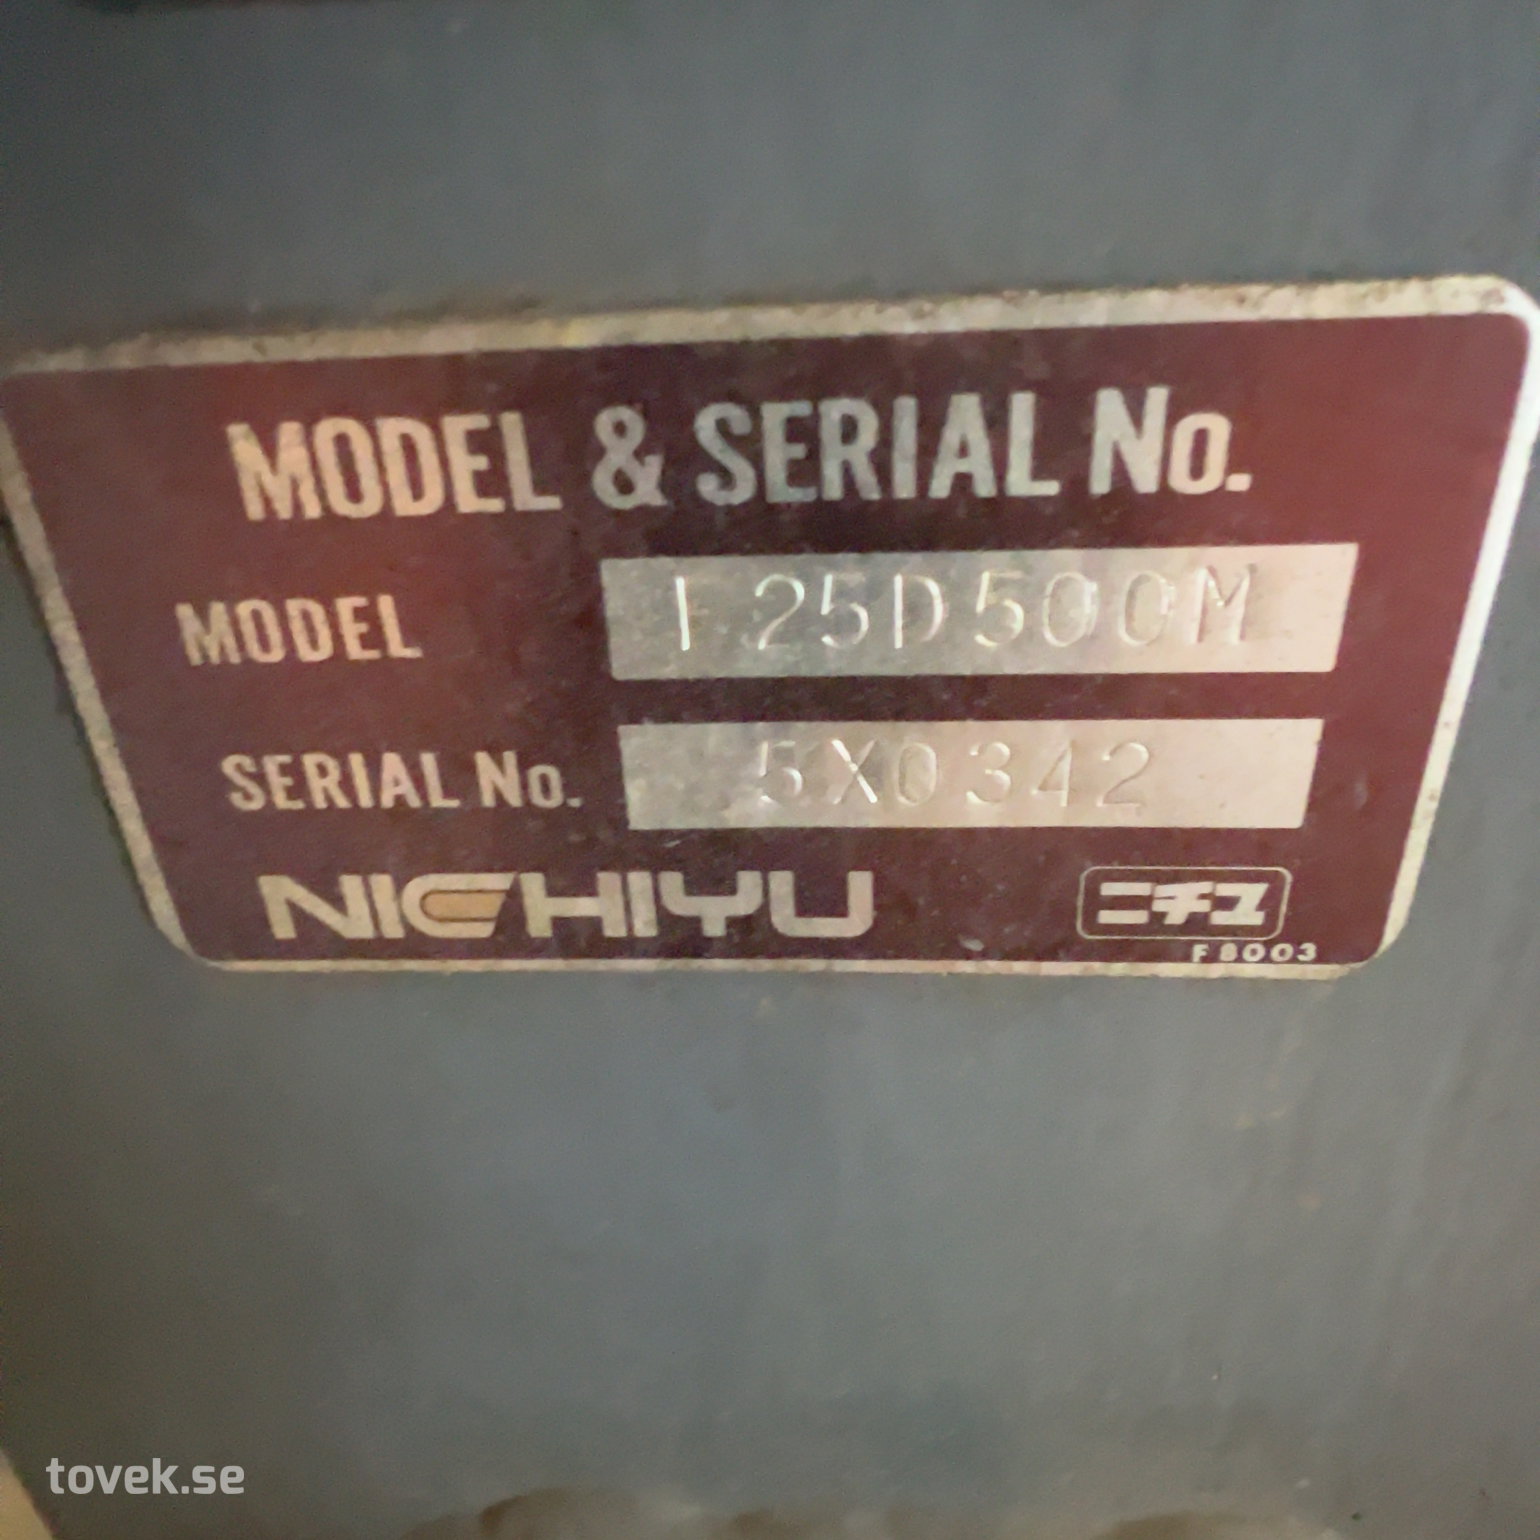 MODEL & SERIAL No.
MODEL F25D500M
SERIAL No. 5X0342
NICHIYU ニチユ
F8003
tovek.se